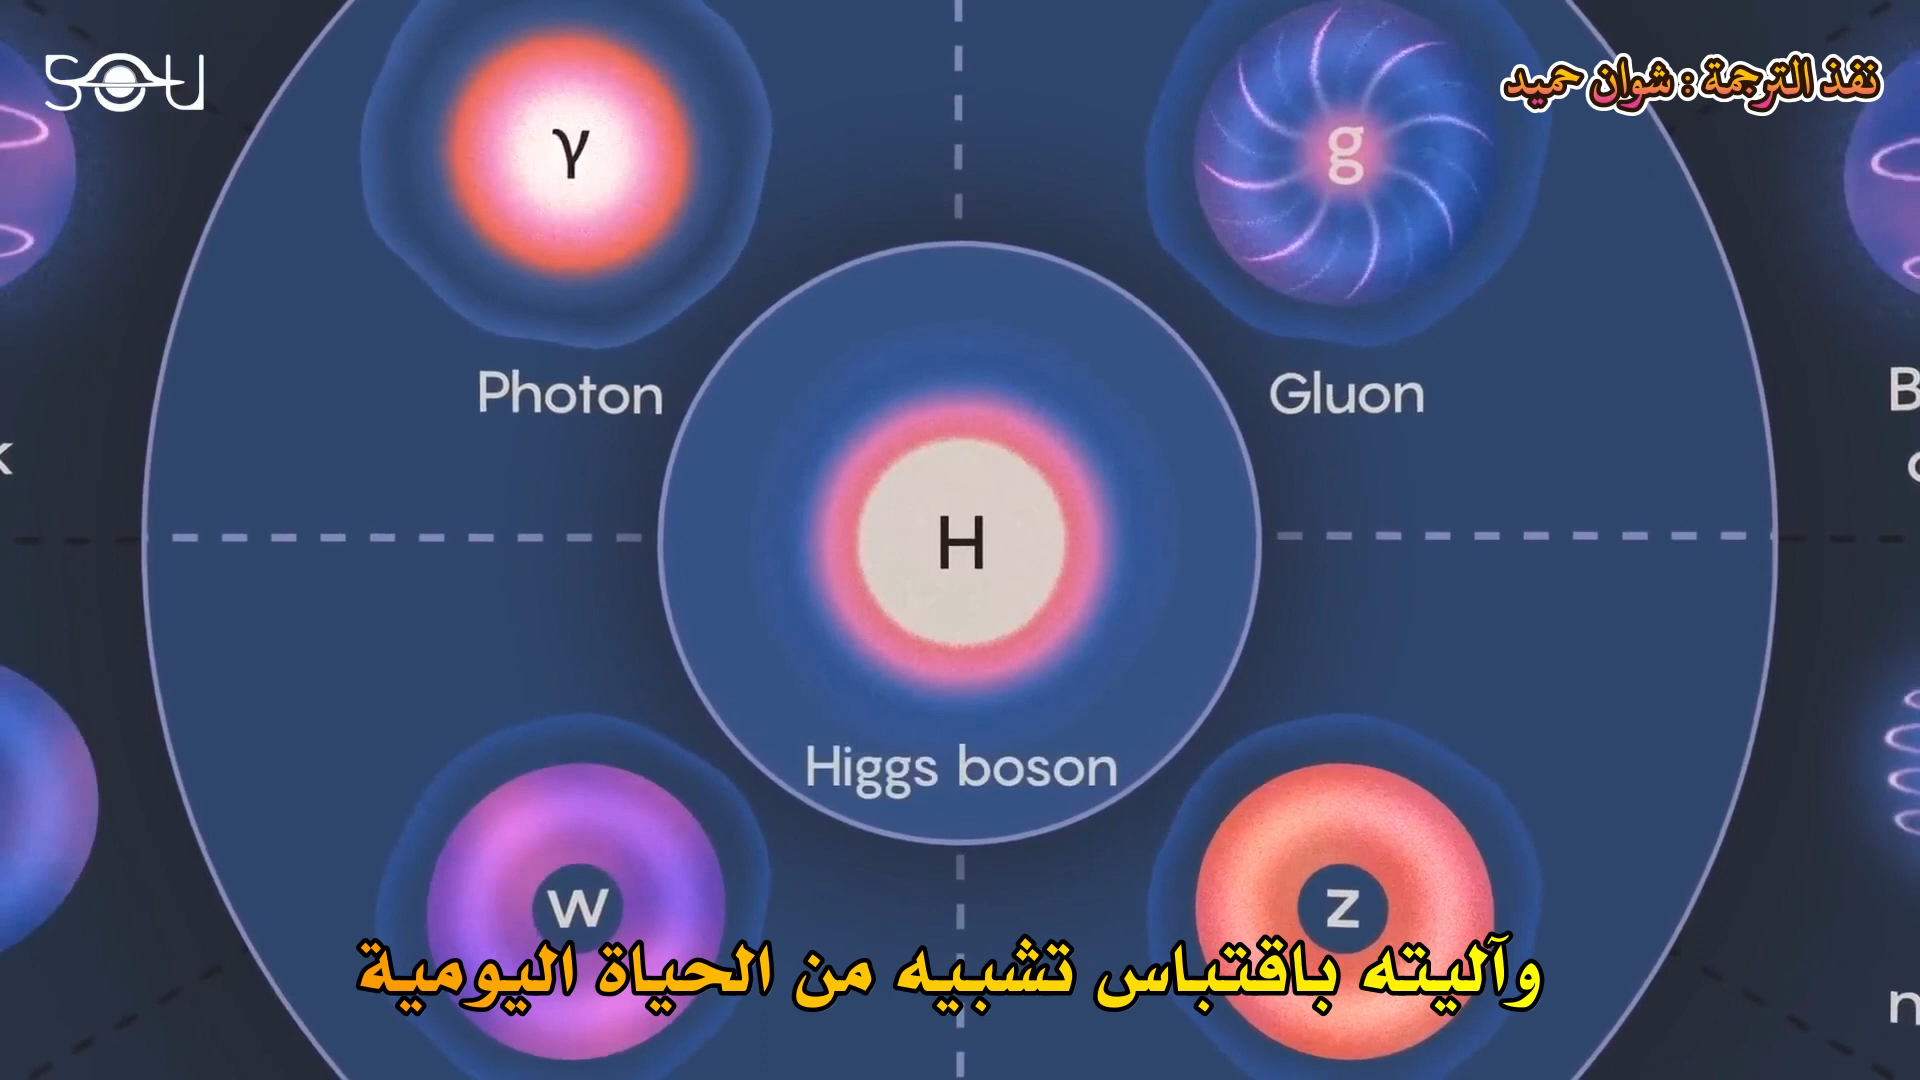 SOU
نفذ الترجمة : شوان حميد
γ
g
Photon
Gluon
H
Higgs boson
W
Z
وآليته باقتباس تشبيه من الحياة اليومية